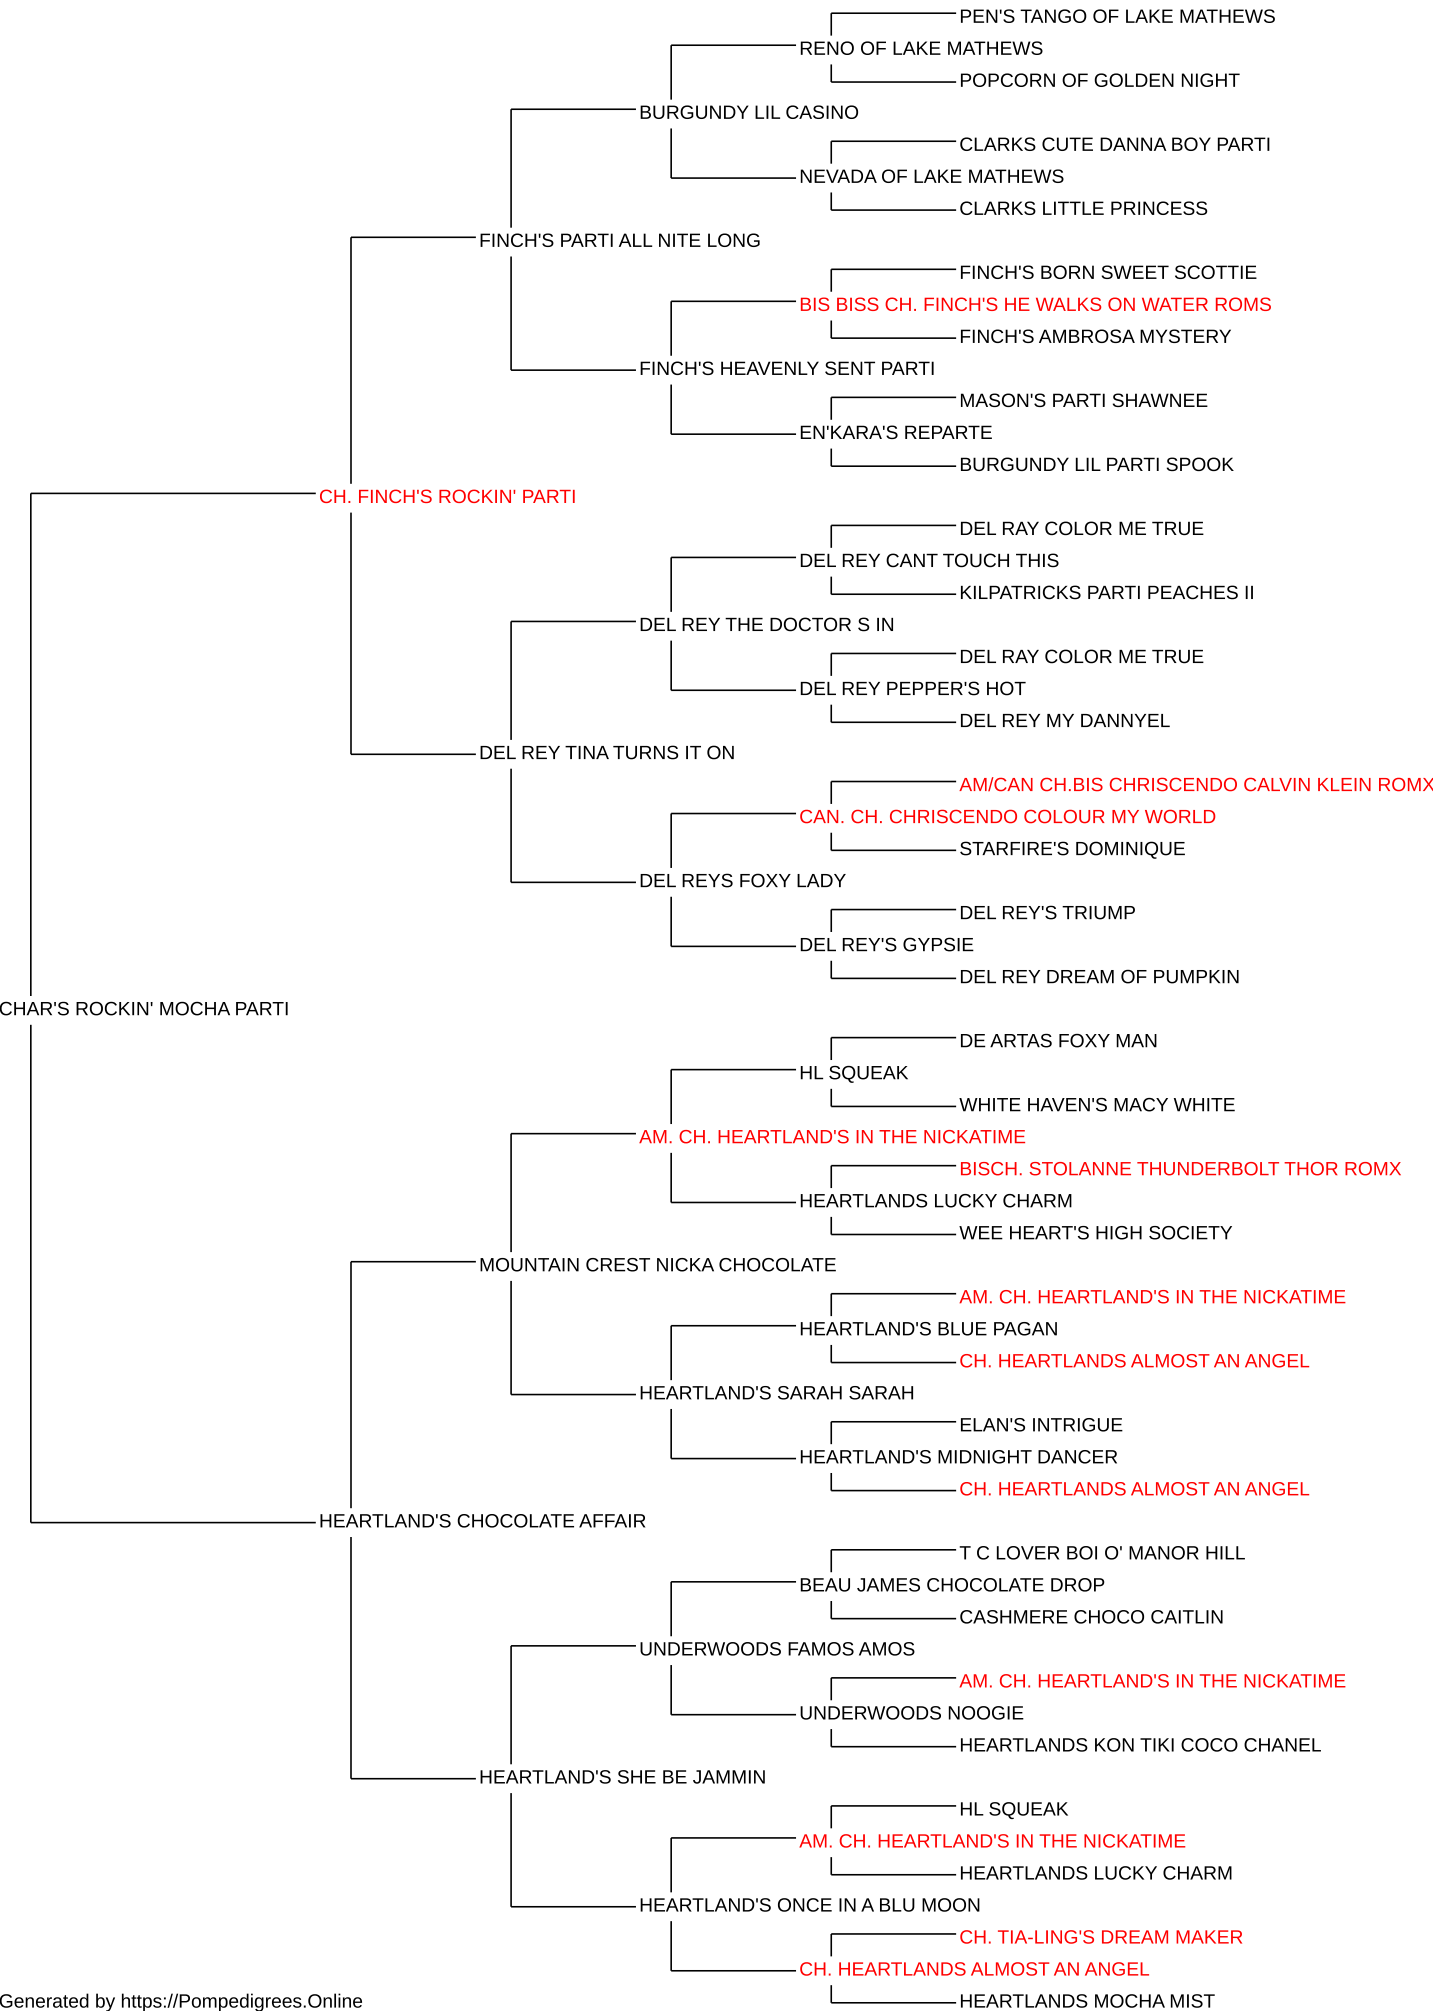 PEN'S TANGO OF LAKE MATHEWS
RENO OF LAKE MATHEWS
POPCORN OF GOLDEN NIGHT
BURGUNDY LIL CASINO
CLARKS CUTE DANNA BOY PARTI
NEVADA OF LAKE MATHEWS
CLARKS LITTLE PRINCESS
FINCH'S PARTI ALL NITE LONG
FINCH'S BORN SWEET SCOTTIE
BIS BISS CH. FINCH'S HE WALKS ON WATER ROMS
FINCH'S AMBROSA MYSTERY
FINCH'S HEAVENLY SENT PARTI
MASON'S PARTI SHAWNEE
EN'KARA'S REPARTE
BURGUNDY LIL PARTI SPOOK
CH. FINCH'S ROCKIN' PARTI
DEL RAY COLOR ME TRUE
DEL REY CANT TOUCH THIS
KILPATRICKS PARTI PEACHES II
DEL REY THE DOCTOR S IN
DEL RAY COLOR ME TRUE
DEL REY PEPPER'S HOT
DEL REY MY DANNYEL
DEL REY TINA TURNS IT ON
AM/CAN CH.BIS CHRISCENDO CALVIN KLEIN ROMX
CAN. CH. CHRISCENDO COLOUR MY WORLD
STARFIRE'S DOMINIQUE
DEL REYS FOXY LADY
DEL REY'S TRIUMP
DEL REY'S GYPSIE
DEL REY DREAM OF PUMPKIN
CHAR'S ROCKIN' MOCHA PARTI
DE ARTAS FOXY MAN
HL SQUEAK
WHITE HAVEN'S MACY WHITE
AM. CH. HEARTLAND'S IN THE NICKATIME
BISCH. STOLANNE THUNDERBOLT THOR ROMX
HEARTLANDS LUCKY CHARM
WEE HEART'S HIGH SOCIETY
MOUNTAIN CREST NICKA CHOCOLATE
AM. CH. HEARTLAND'S IN THE NICKATIME
HEARTLAND'S BLUE PAGAN
CH. HEARTLANDS ALMOST AN ANGEL
HEARTLAND'S SARAH SARAH
ELAN'S INTRIGUE
HEARTLAND'S MIDNIGHT DANCER
CH. HEARTLANDS ALMOST AN ANGEL
HEARTLAND'S CHOCOLATE AFFAIR
T C LOVER BOI O' MANOR HILL
BEAU JAMES CHOCOLATE DROP
CASHMERE CHOCO CAITLIN
UNDERWOODS FAMOS AMOS
AM. CH. HEARTLAND'S IN THE NICKATIME
UNDERWOODS NOOGIE
HEARTLANDS KON TIKI COCO CHANEL
HEARTLAND'S SHE BE JAMMIN
HL SQUEAK
AM. CH. HEARTLAND'S IN THE NICKATIME
HEARTLANDS LUCKY CHARM
HEARTLAND'S ONCE IN A BLU MOON
CH. TIA-LING'S DREAM MAKER
CH. HEARTLANDS ALMOST AN ANGEL
HEARTLANDS MOCHA MIST
Generated by https://Pompedigrees.Online